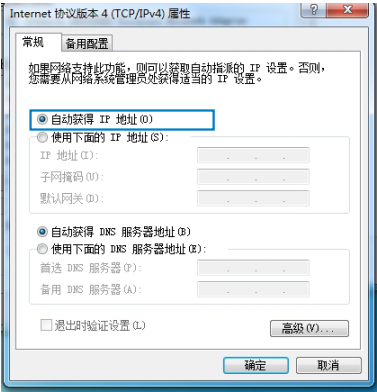 Internet 协议版本 4 (TCP/IPv4) 属性
常规 备用配置
如果网络支持此功能，则可以获取自动指派的 IP 设置。否则，
您需要从网络系统管理员处获得适当的 IP 设置。
自动获得 IP 地址(O)
使用下面的 IP 地址(S):
IP 地址(I):
子网掩码(U):
默认网关(D):
自动获得 DNS 服务器地址(B)
使用下面的 DNS 服务器地址(E):
首选 DNS 服务器(P):
备用 DNS 服务器(A):
退出时验证设置(L)
高级(V)...
确定 取消